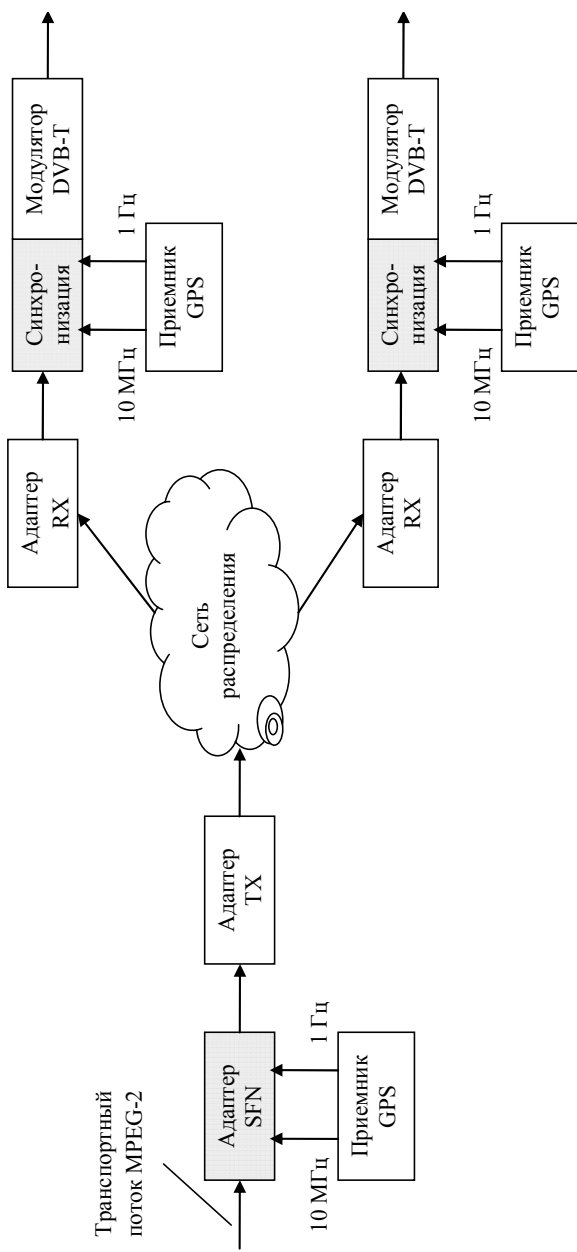 Транспортный
поток MPEG-2
Адаптер
SFN
10 МГц
1 Гц
Приемник
GPS
Адаптер
TX
Сеть
распределения
Адаптер
RX
Синхро-
низация
Модулятор
DVB-T
10 МГц
1 Гц
Приемник
GPS
Адаптер
RX
Синхро-
низация
Модулятор
DVB-T
10 МГц
1 Гц
Приемник
GPS